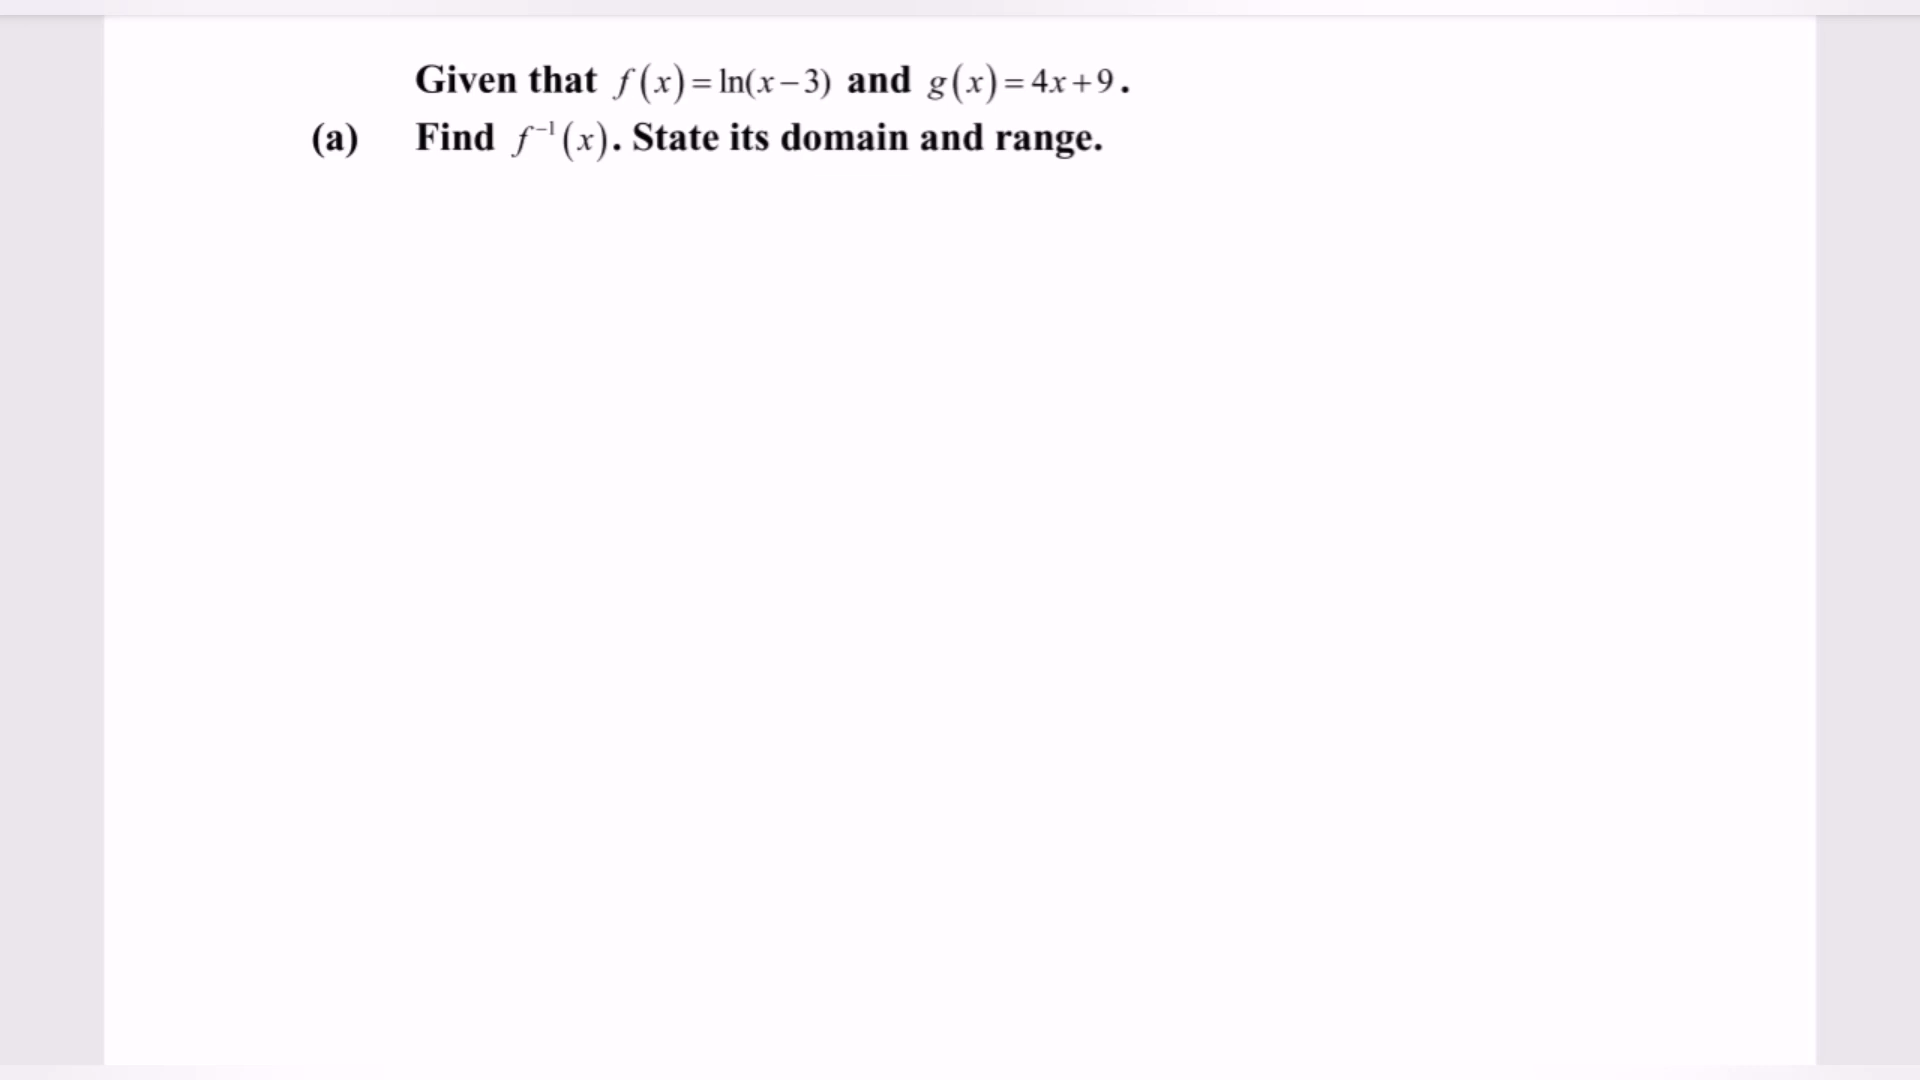 Given that f(x)=ln(x−3) and g(x)=4x+9.
(a) Find f⁻¹(x). State its domain and range.